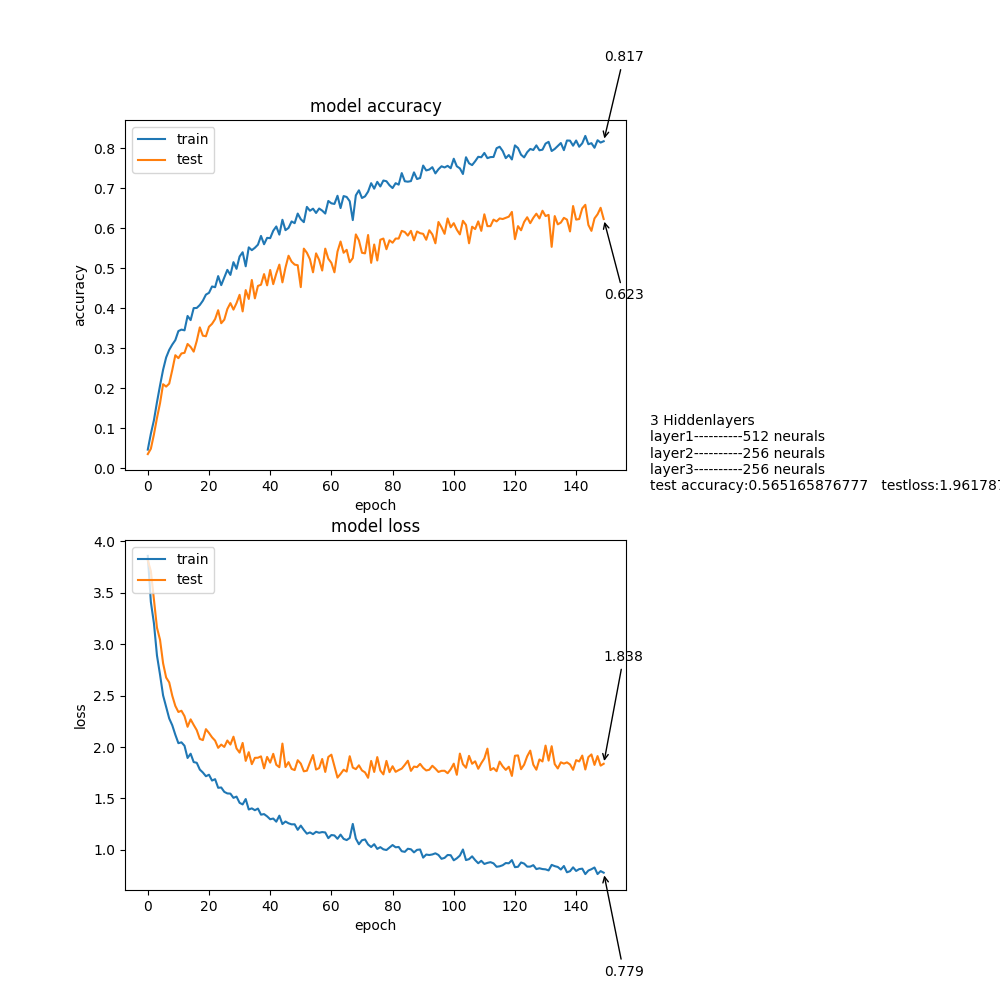 0.817
model accuracy
train
test
0.8
0.7
0.6
0.5
0.4
0.3
0.2
0.1
0.0
accuracy
0.623
0 20 40 60 80 100 120 140
epoch
3 Hiddenlayers
layer1----------512 neurals
layer2----------256 neurals
layer3----------256 neurals
test accuracy:0.565165876777 testloss:1.961787
model loss
train
test
4.0
3.5
3.0
2.5
2.0
1.5
1.0
loss
1.838
0 20 40 60 80 100 120 140
epoch
0.779